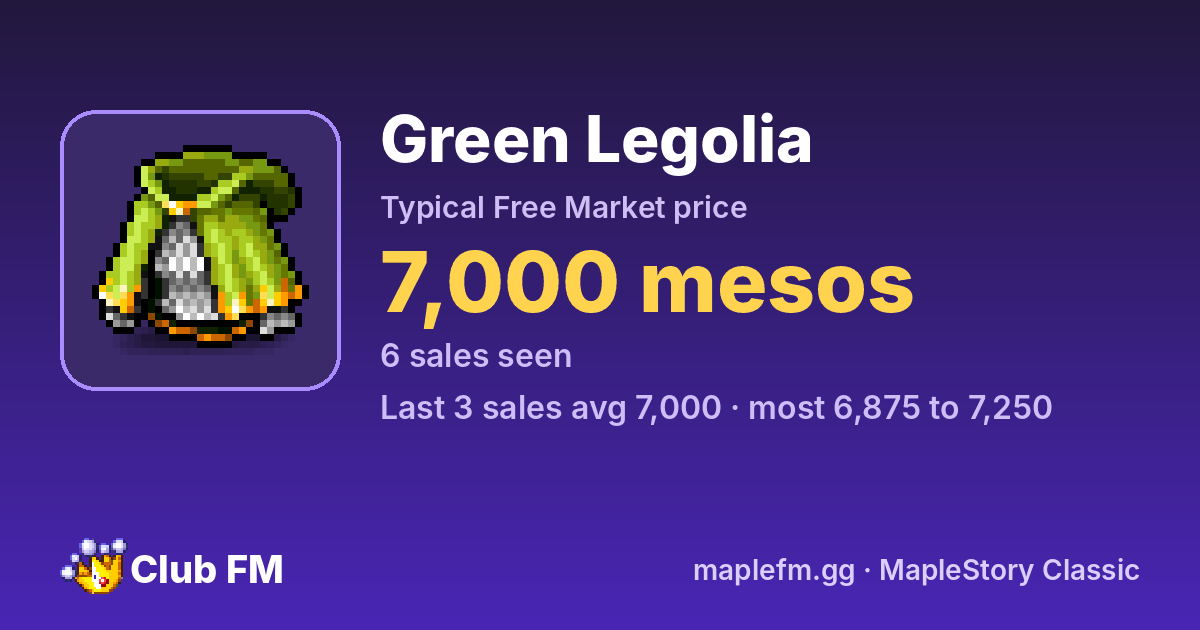 Green Legolia
Typical Free Market price
7,000 mesos
6 sales seen
Last 3 sales avg 7,000 · most 6,875 to 7,250
Club FM
maplefm.gg · MapleStory Classic